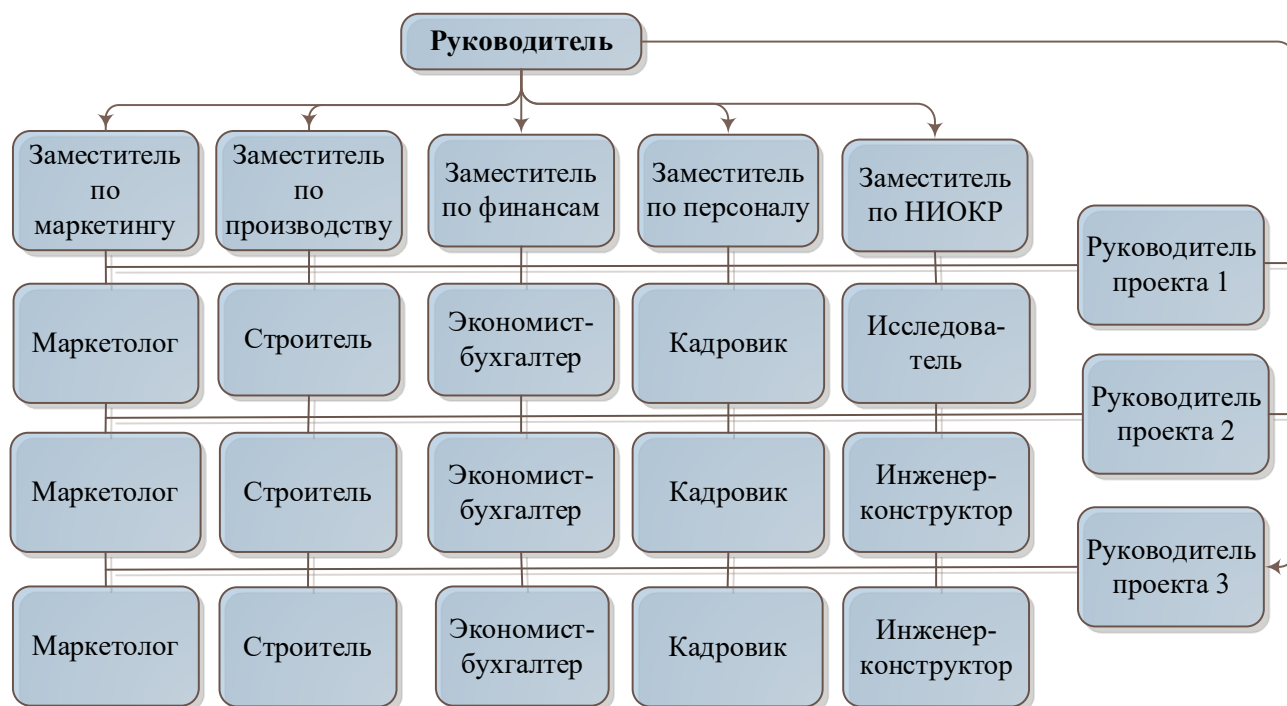 Руководитель
Заместитель
по
маркетингу
Заместитель
по
производству
Заместитель
по финансам
Заместитель
по персоналу
Заместитель
по НИОКР
Руководитель
проекта 1
Маркетолог
Строитель
Экономист-
бухгалтер
Кадровик
Исследова-
тель
Руководитель
проекта 2
Маркетолог
Строитель
Экономист-
бухгалтер
Кадровик
Инженер-
конструктор
Руководитель
проекта 3
Маркетолог
Строитель
Экономист-
бухгалтер
Кадровик
Инженер-
конструктор